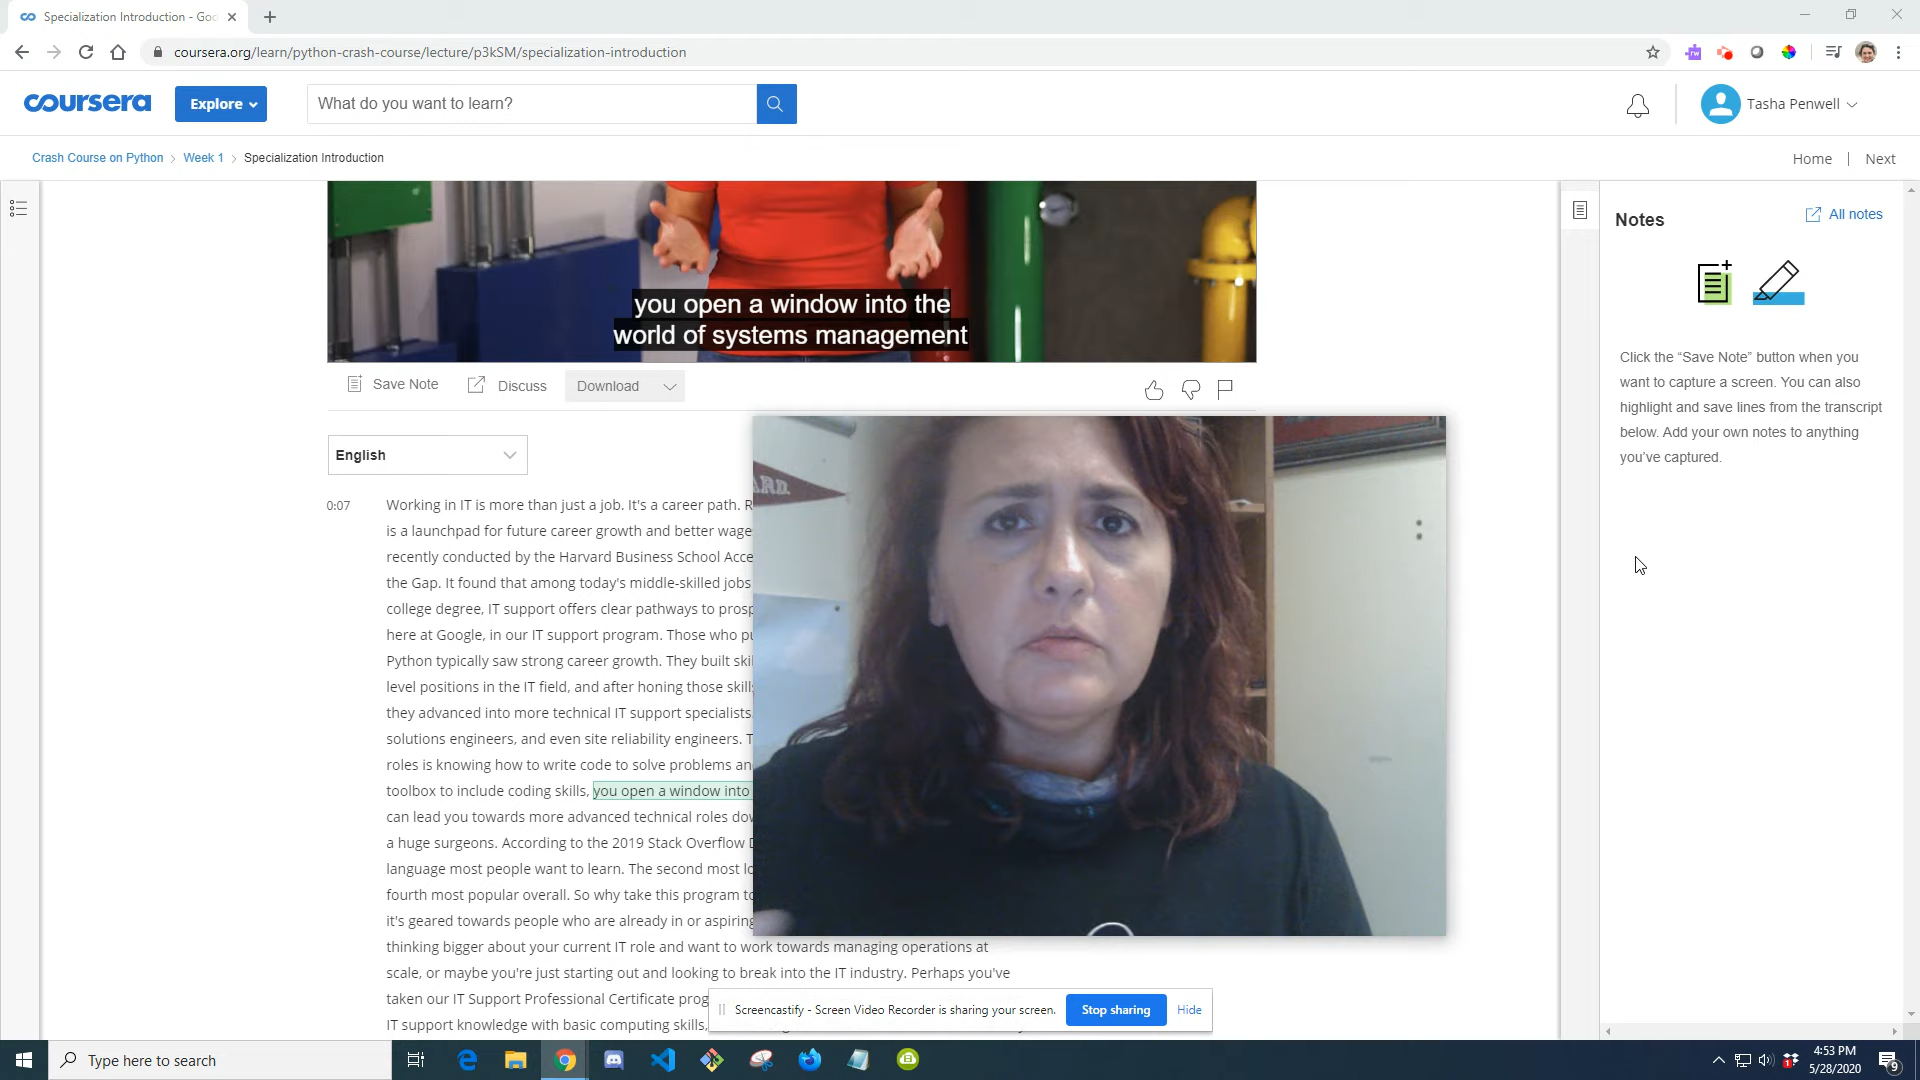 Specialization Introduction - Goo
coursera.org/learn/python-crash-course/lecture/p3kSM/specialization-introduction
coursera
Explore
What do you want to learn?
Tasha Penwell
Crash Course on Python
Week 1
Specialization Introduction
Home
Next
Notes
All notes
you open a window into the
world of systems management
Save Note
Discuss
Download
Click the “Save Note” button when you
want to capture a screen. You can also
highlight and save lines from the transcript
below. Add your own notes to anything
you’ve captured.
English
0:07
Working in IT is more than just a job. It's a career path. R
is a launchpad for future career growth and better wage
recently conducted by the Harvard Business School Acce
the Gap. It found that among today's middle-skilled jobs
college degree, IT support offers clear pathways to prosp
here at Google, in our IT support program. Those who pu
Python typically saw strong career growth. They built skil
level positions in the IT field, and after honing those skills
they advanced into more technical IT support specialists.
solutions engineers, and even site reliability engineers. T
roles is knowing how to write code to solve problems an
toolbox to include coding skills, you open a window into
can lead you towards more advanced technical roles dow
a huge surgeons. According to the 2019 Stack Overflow D
language most people want to learn. The second most lo
fourth most popular overall. So why take this program to
it's geared towards people who are already in or aspiring
thinking bigger about your current IT role and want to work towards managing operations at
scale, or maybe you're just starting out and looking to break into the IT industry. Perhaps you've
taken our IT Support Professional Certificate prog
IT support knowledge with basic computing skills,
Screencastify - Screen Video Recorder is sharing your screen.
Stop sharing
Hide
Type here to search
4:53 PM
5/28/2020
9